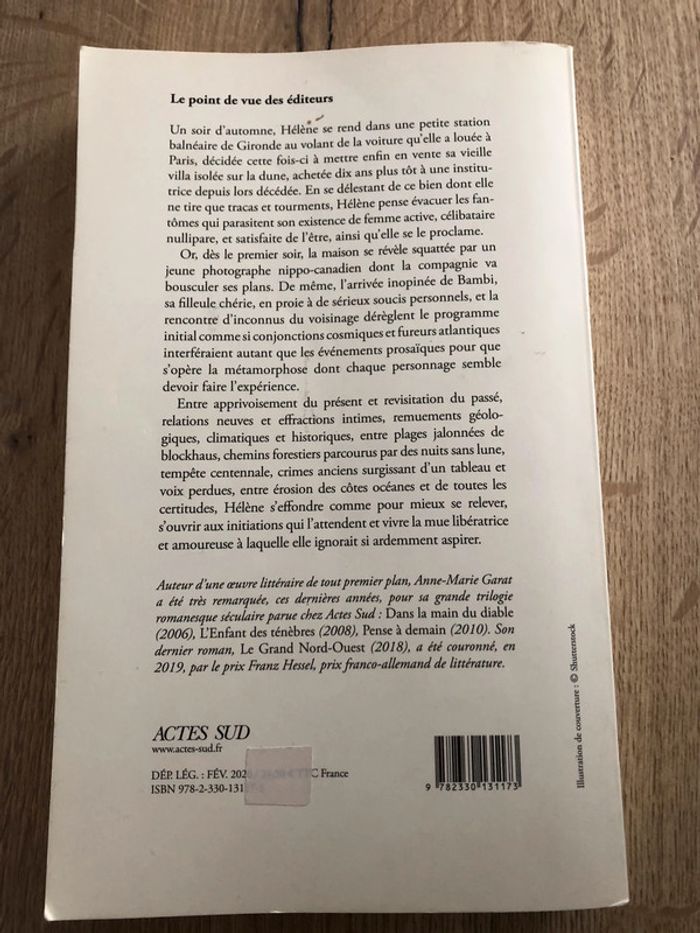 Le point de vue des éditeurs
Un soir d'automne, Hélène se rend dans une petite station
balnéaire de Gironde au volant de la voiture qu'elle a louée à
Paris, décidée cette fois-ci à mettre enfin en vente sa vieille
villa isolée sur la dune, achetée dix ans plus tôt à une institu-
trice depuis lors décédée. En se délestant de ce bien dont elle
ne tire que tracas et tourments, Hélène pense évacuer les fan-
tômes qui parasitent son existence de femme active, célibataire
nullipare, et satisfaite de l'être, ainsi qu'elle se le proclame.
Or, dès le premier soir, la maison se révèle squattée par un
jeune photographe nippo-canadien dont la compagnie va
bousculer ses plans. De même, l'arrivée inopinée de Bambi,
sa filleule chérie, en proie à de sérieux soucis personnels, et la
rencontre d'inconnus du voisinage dérèglent le programme
initial comme si conjonctions cosmiques et fureurs atlantiques
interféraient autant que les événements prosaïques pour que
s'opère la métamorphose dont chaque personnage semble
devoir faire l'expérience.
Entre apprivoisement du présent et revisitation du passé,
relations neuves et effractions intimes, remuements géolo-
giques, climatiques et historiques, entre plages jalonnées de
blockhaus, chemins forestiers parcourus par des nuits sans lune,
tempête centennale, crimes anciens surgissant d'un tableau et
voix perdues, entre érosion des côtes océanes et de toutes les
certitudes, Hélène s'effondre comme pour mieux se relever,
s'ouvrir aux initiations qui l'attendent et vivre la mue libératrice
et amoureuse à laquelle elle ignorait si ardemment aspirer.
Auteur d'une œuvre littéraire de tout premier plan, Anne-Marie Garat
a été très remarquée, ces dernières années, pour sa grande trilogie
romanesque séculaire parue chez Actes Sud : Dans la main du diable
(2006), L'Enfant des ténèbres (2008), Pense à demain (2010). Son
dernier roman, Le Grand Nord-Ouest (2018), a été couronné, en
2019, par le prix Franz Hessel, prix franco-allemand de littérature.
ACTES SUD
www.actes-sud.fr
DÉP. LÉG. : FÉV. 202 C France
ISBN 978-2-330-131
9 782330 131173
Illustration de couverture : © Shutterstock